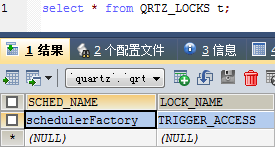 1 select * from QRTZ_LOCKS t;
1 结果 2 个配置文件 3 信息
`quartz`.`qrt
SCHED_NAME LOCK_NAME
schedulerFactory TRIGGER_ACCESS
* (NULL) (NULL)